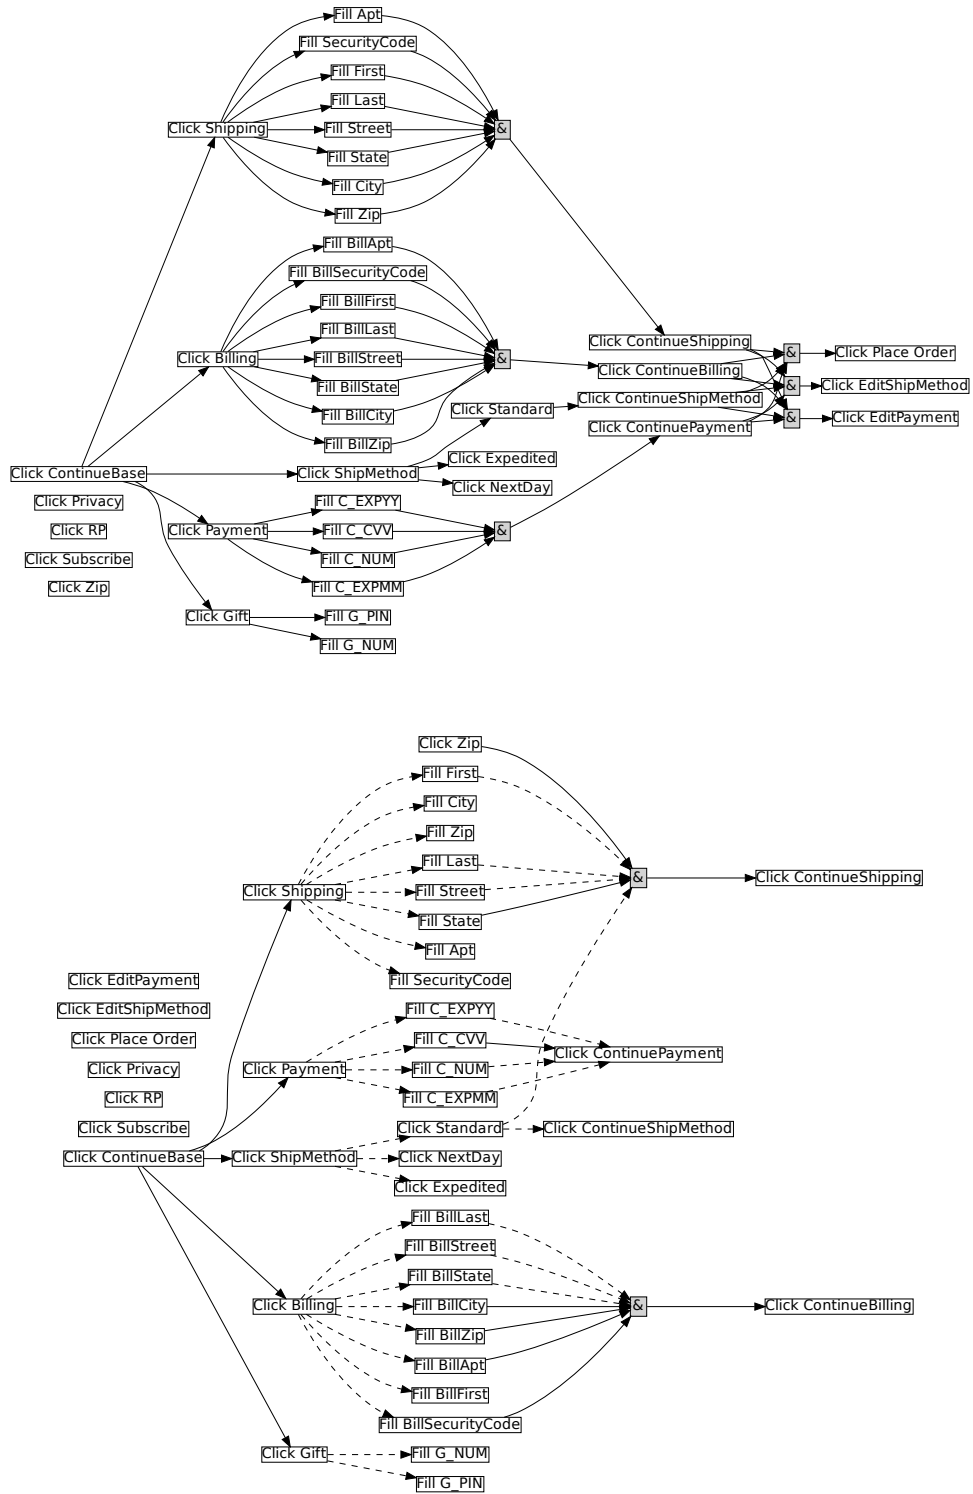 Fill Apt
Fill SecurityCode
Fill First
Fill Last
Click Shipping
Fill Street
&
Fill State
Fill City
Fill Zip
Fill BillApt
Fill BillSecurityCode
Fill BillFirst
Fill BillLast
Click Billing
Fill BillStreet
&
Fill BillState
Fill BillCity
Fill BillZip
Click ContinueShipping
Click ContinueBilling
Click ContinueShipMethod
Click ContinuePayment
&
Click Place Order
&
Click EditShipMethod
&
Click EditPayment
Click Standard
Click Expedited
Click NextDay
Click ContinueBase
Click ShipMethod
Click Privacy
Click RP
Click Subscribe
Click Zip
Click Payment
Fill C_EXPYY
Fill C_CVV
&
Fill C_NUM
Fill C_EXPMM
Click Gift
Fill G_PIN
Fill G_NUM
Click Zip
Fill First
Fill City
Fill Zip
Fill Last
Click Shipping
Fill Street
Fill State
Fill Apt
Fill SecurityCode
&
Click ContinueShipping
Click EditPayment
Click EditShipMethod
Click Place Order
Click Privacy
Click RP
Click Subscribe
Click ContinueBase
Fill C_EXPYY
Fill C_CVV
Click Payment
Fill C_NUM
Fill C_EXPMM
Click ContinuePayment
Click Standard
Click ContinueShipMethod
Click ShipMethod
Click NextDay
Click Expedited
Fill BillLast
Fill BillStreet
Fill BillState
Click Billing
Fill BillCity
&
Click ContinueBilling
Fill BillZip
Fill BillApt
Fill BillFirst
Fill BillSecurityCode
Click Gift
Fill G_NUM
Fill G_PIN